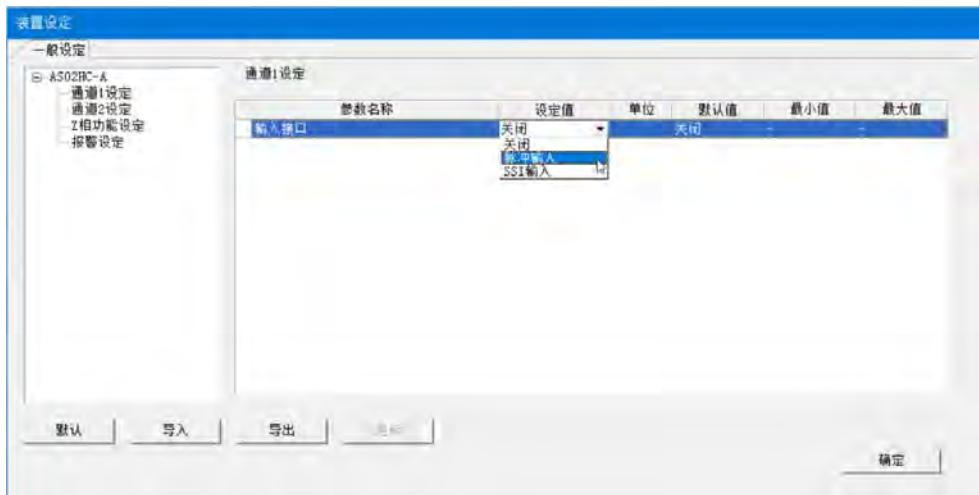 装置设定
一般设定
AS02HC-A
通道1设定
通道2设定
Z相功能设定
报警设定
通道1设定
参数名称 设定值 单位 默认值 最小值 最大值
输入接口 关闭 关闭 - -
关闭
脉冲输入
SSI输入
默认 导入 导出
确定